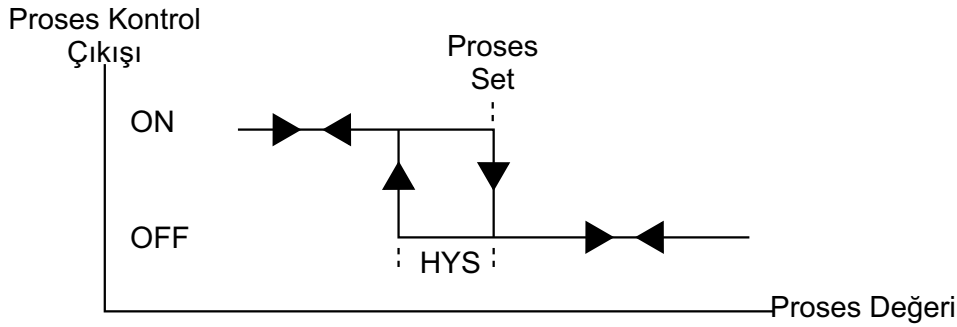 Proses Kontrol
Çıkışı
Proses
Set
ON
OFF
HYS
Proses Değeri